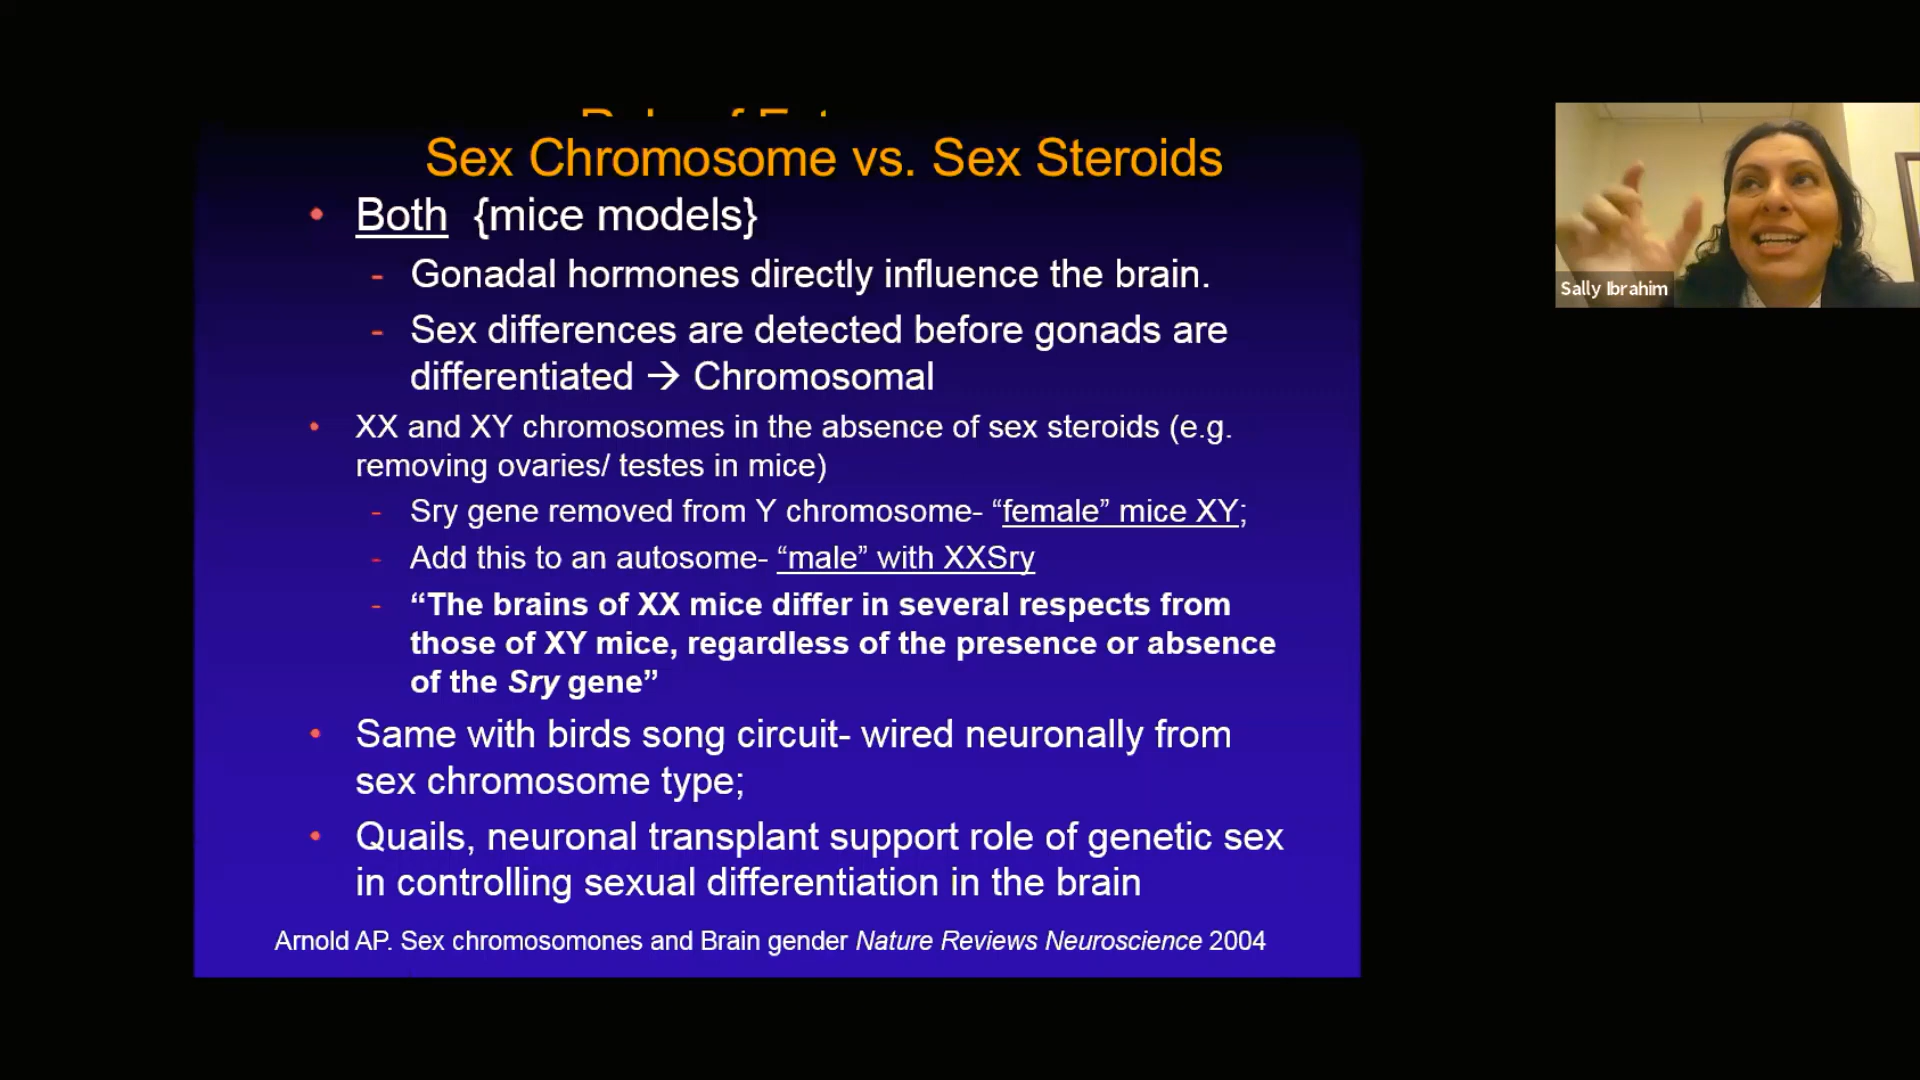 Sex Chromosome vs. Sex Steroids
• Both {mice models}
- Gonadal hormones directly influence the brain.
- Sex differences are detected before gonads are
differentiated → Chromosomal
• XX and XY chromosomes in the absence of sex steroids (e.g.
removing ovaries/ testes in mice)
- Sry gene removed from Y chromosome- “female” mice XY;
- Add this to an autosome- “male” with XXSry
- “The brains of XX mice differ in several respects from
those of XY mice, regardless of the presence or absence
of the Sry gene”
• Same with birds song circuit- wired neuronally from
sex chromosome type;
• Quails, neuronal transplant support role of genetic sex
in controlling sexual differentiation in the brain
Arnold AP. Sex chromosomones and Brain gender Nature Reviews Neuroscience 2004
Sally Ibrahim